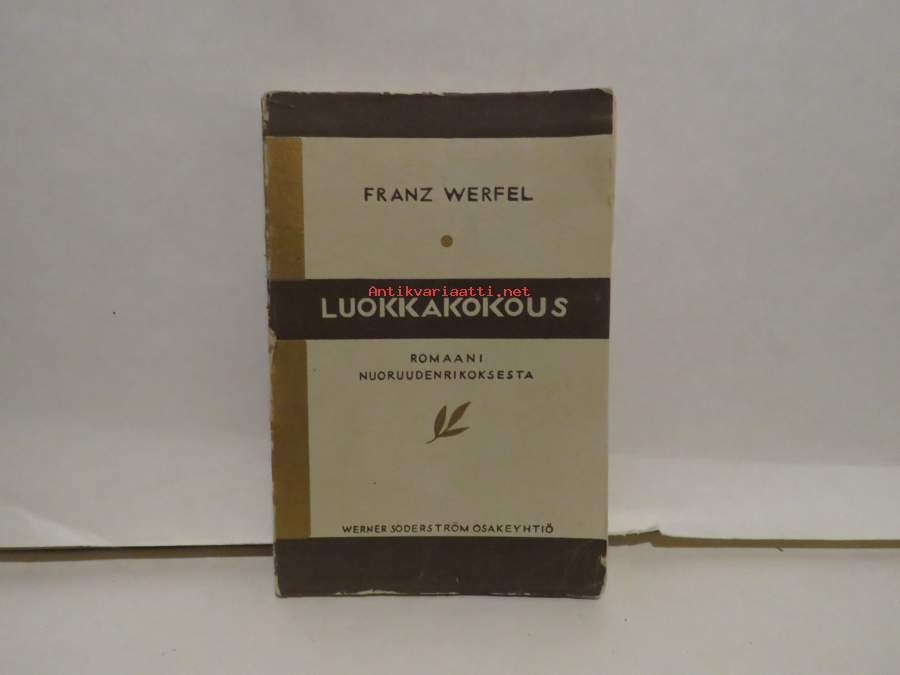 FRANZ WERFEL
Antikvariaatti.net
LUOKKAKOKOUS
ROMAANI
NUORUUDENRIKOKSESTA
WERNER SÖDERSTRÖM OSAKEYHTIÖ